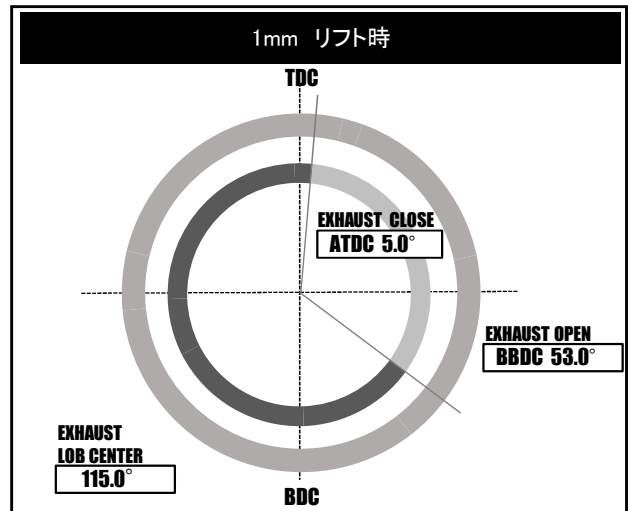 1mm リフト時
TDC
EXHAUST CLOSE
ATDC 5.0°
EXHAUST OPEN
BBDC 53.0°
EXHAUST
LOB CENTER
115.0°
BDC